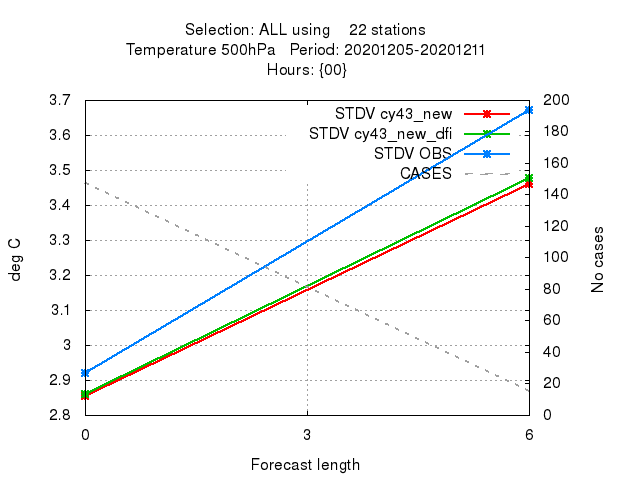 Selection: ALL using 22 stations
Temperature 500hPa Period: 20201205-20201211
Hours: {00}
3.7
3.6
3.5
3.4
3.3
3.2
3.1
3
2.9
2.8
deg C
STDV cy43_new
STDV cy43_new_dfi
STDV OBS
CASES
200
180
160
140
120
100
80
60
40
20
0
No cases
0 3 6
Forecast length